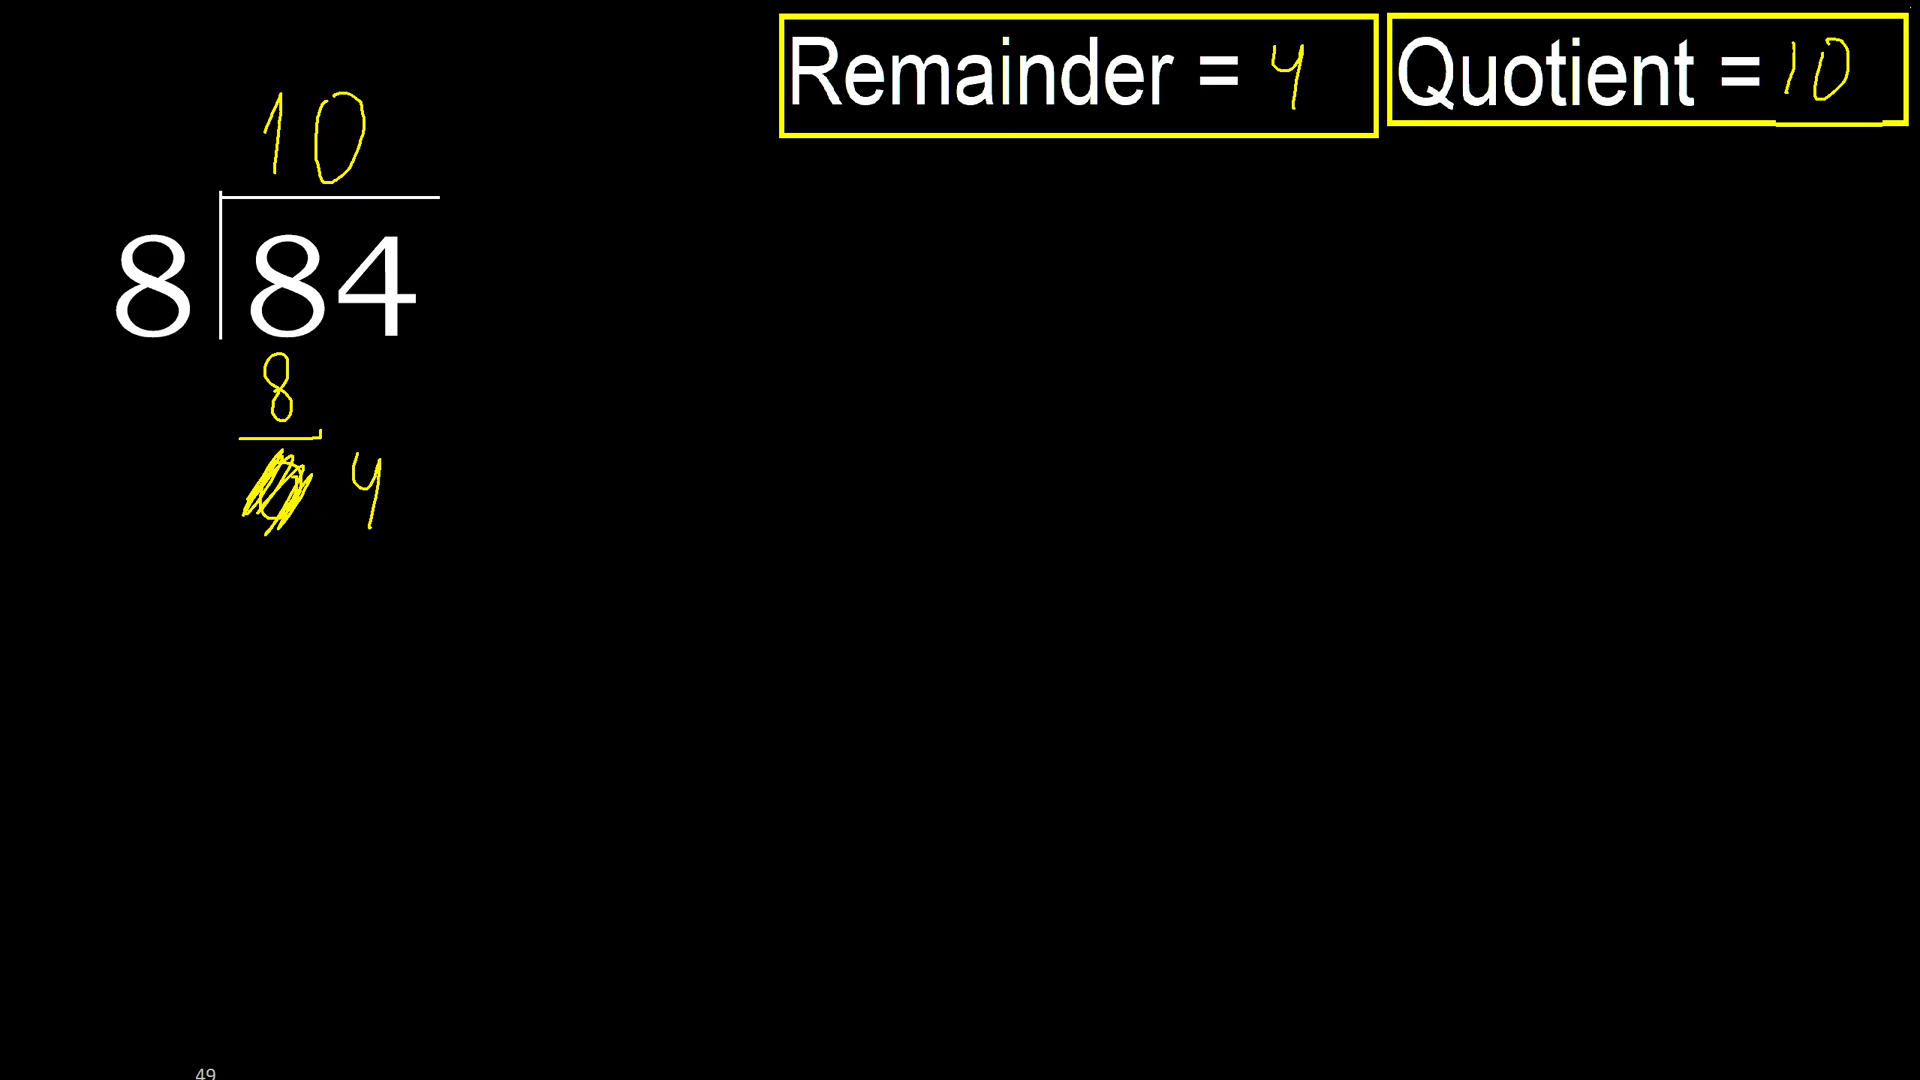 Remainder = 4
Quotient = 10
10
8 84
8
4
49